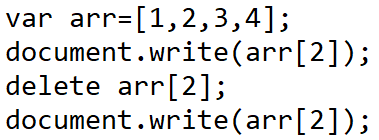 var arr=[1,2,3,4];
document.write(arr[2]);
delete arr[2];
document.write(arr[2]);